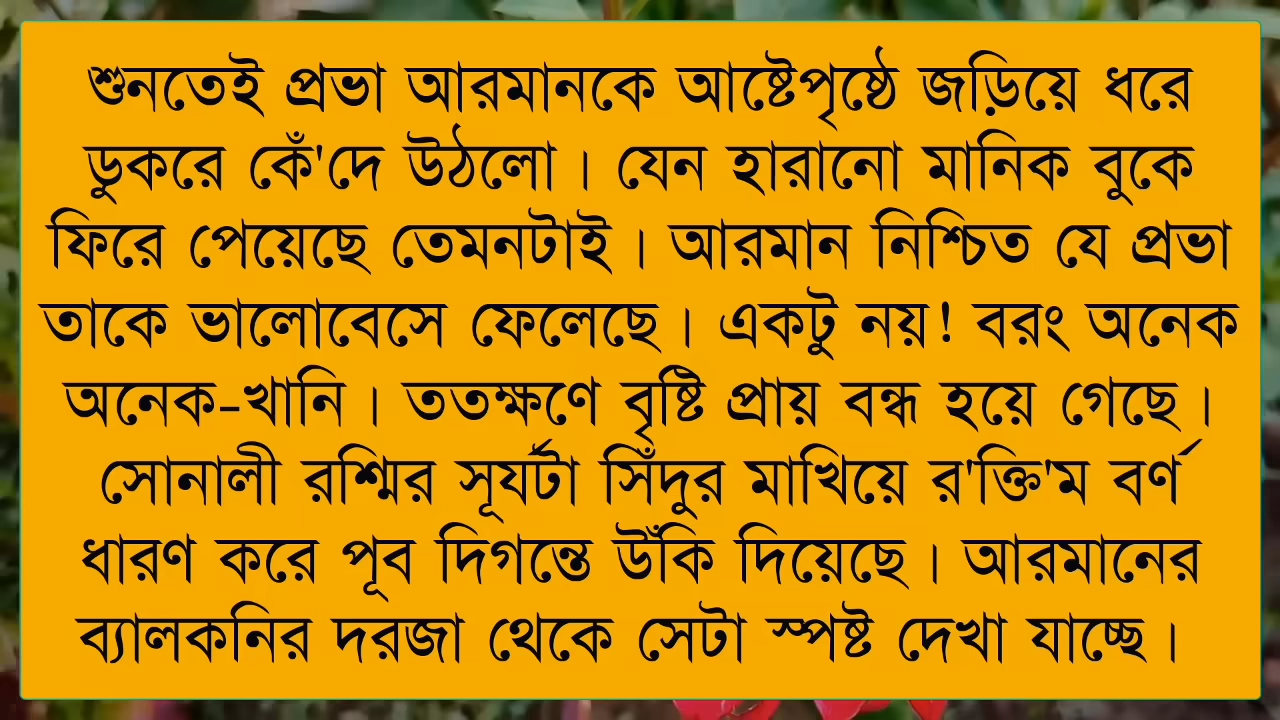 শুনতেই প্রভা আরমানকে আষ্টেপৃষ্ঠে জড়িয়ে ধরে
ডুকরে কেঁ'দে উঠলো। যেন হারানো মানিক বুকে
ফিরে পেয়েছে তেমনটাই। আরমান নিশ্চিত যে প্রভা
তাকে ভালোবেসে ফেলেছে। একটু নয়! বরং অনেক
অনেক-খানি। ততক্ষণে বৃষ্টি প্রায় বন্ধ হয়ে গেছে।
সোনালী রশ্মির সূর্যটা সিঁদুর মাখিয়ে র'ক্তি'ম বর্ণ
ধারণ করে পূব দিগন্তে উঁকি দিয়েছে। আরমানের
ব্যালকনির দরজা থেকে সেটা স্পষ্ট দেখা যাচ্ছে।